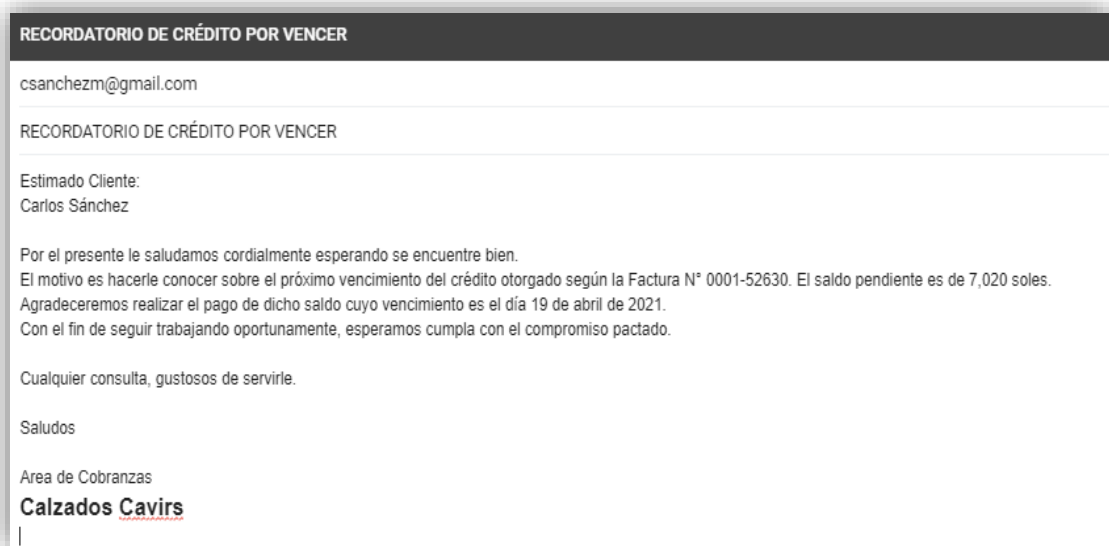 RECORDATORIO DE CRÉDITO POR VENCER
csanchezm@gmail.com
RECORDATORIO DE CRÉDITO POR VENCER
Estimado Cliente:
Carlos Sánchez
Por el presente le saludamos cordialmente esperando se encuentre bien.
El motivo es hacerle conocer sobre el próximo vencimiento del crédito otorgado según la Factura N° 0001-52630. El saldo pendiente es de 7,020 soles.
Agradeceremos realizar el pago de dicho saldo cuyo vencimiento es el día 19 de abril de 2021.
Con el fin de seguir trabajando oportunamente, esperamos cumpla con el compromiso pactado.
Cualquier consulta, gustosos de servirle.
Saludos
Area de Cobranzas
Calzados Cavirs